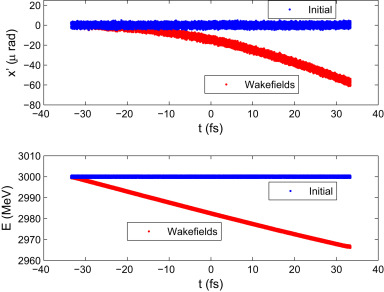 20
0
−20
−40
−60
−80
x' (μ rad)
Initial
Wakefields
−40 −30 −20 −10 0 10 20 30 40
t (fs)
3010
3000
2990
2980
2970
2960
E (MeV)
Initial
Wakefields
−40 −30 −20 −10 0 10 20 30 40
t (fs)